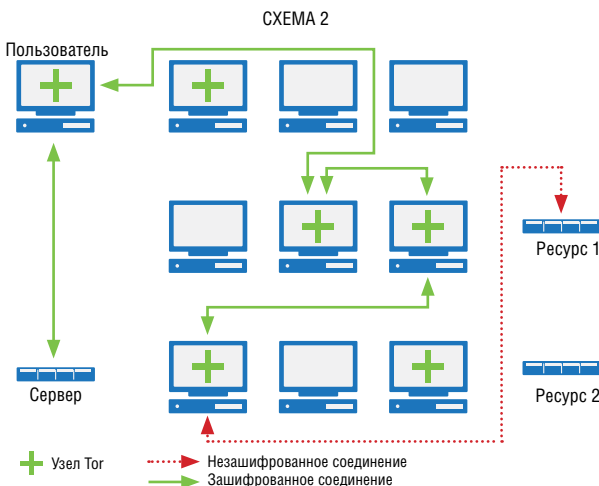 СХЕМА 2
Пользователь
Ресурс 1
Сервер
Ресурс 2
Узел Tor
Незашифрованное соединение
Зашифрованное соединение